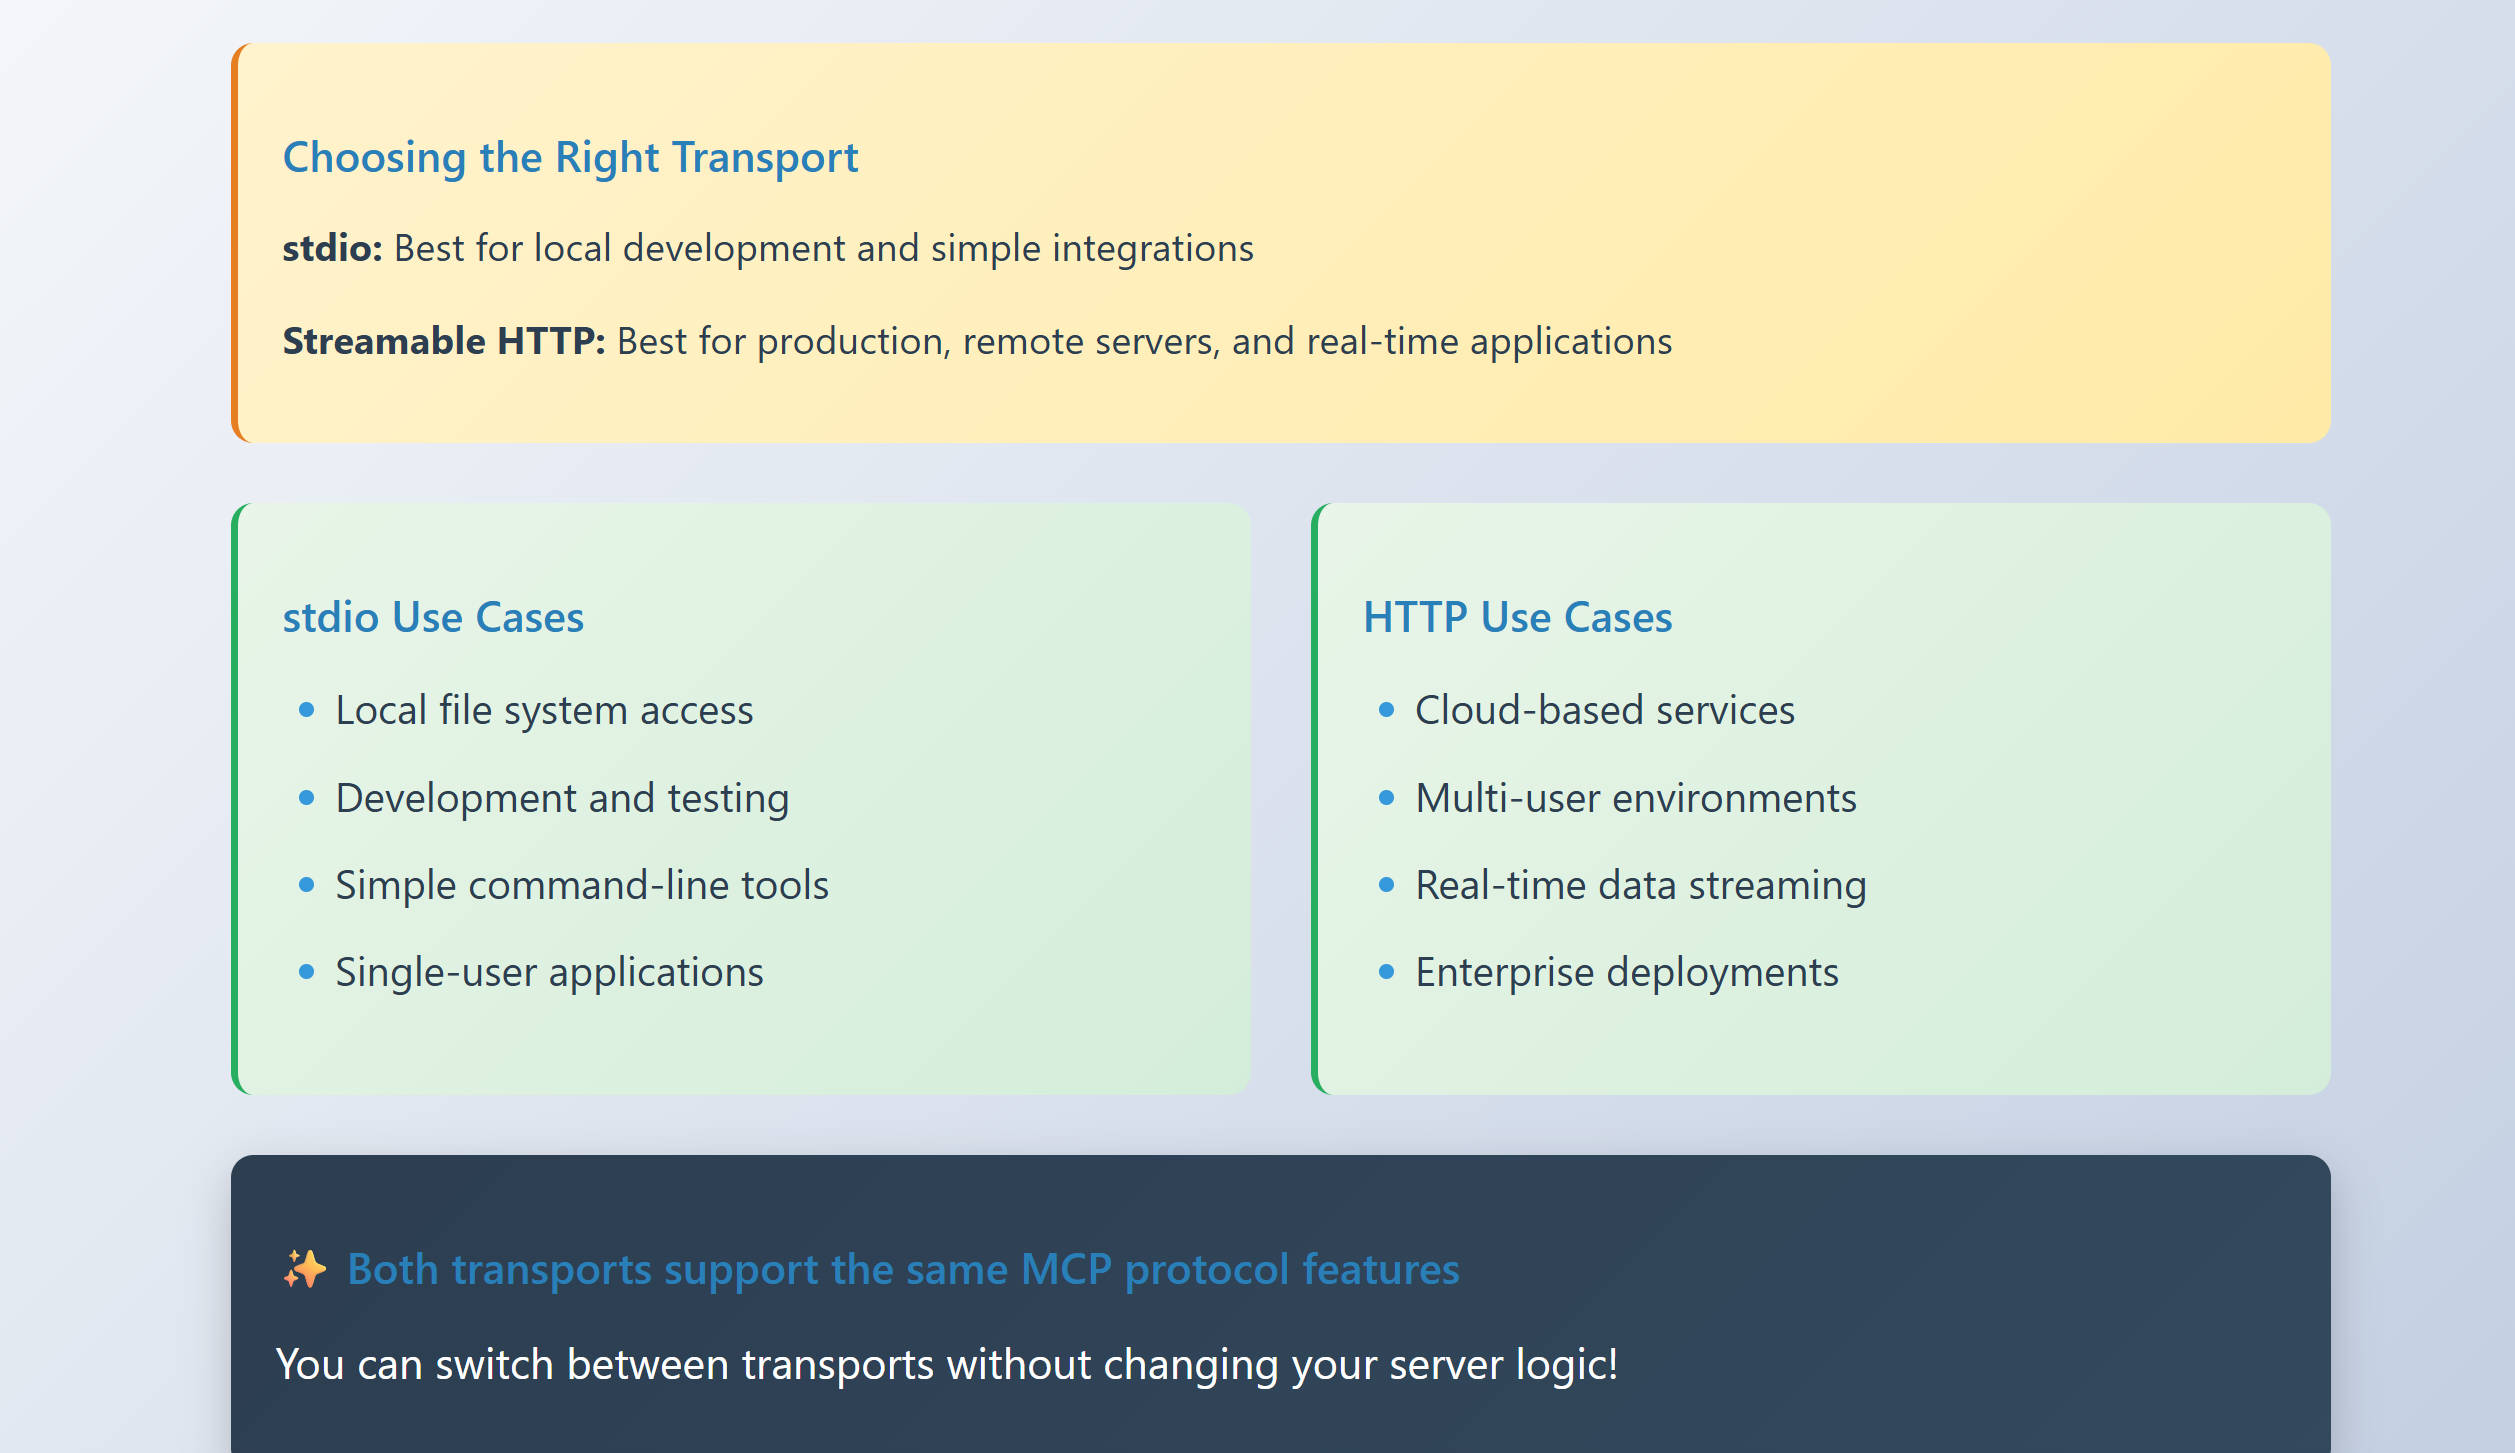 Choosing the Right Transport
stdio: Best for local development and simple integrations
Streamable HTTP: Best for production, remote servers, and real-time applications
stdio Use Cases
Local file system access
Development and testing
Simple command-line tools
Single-user applications
HTTP Use Cases
Cloud-based services
Multi-user environments
Real-time data streaming
Enterprise deployments
✨ Both transports support the same MCP protocol features
You can switch between transports without changing your server logic!